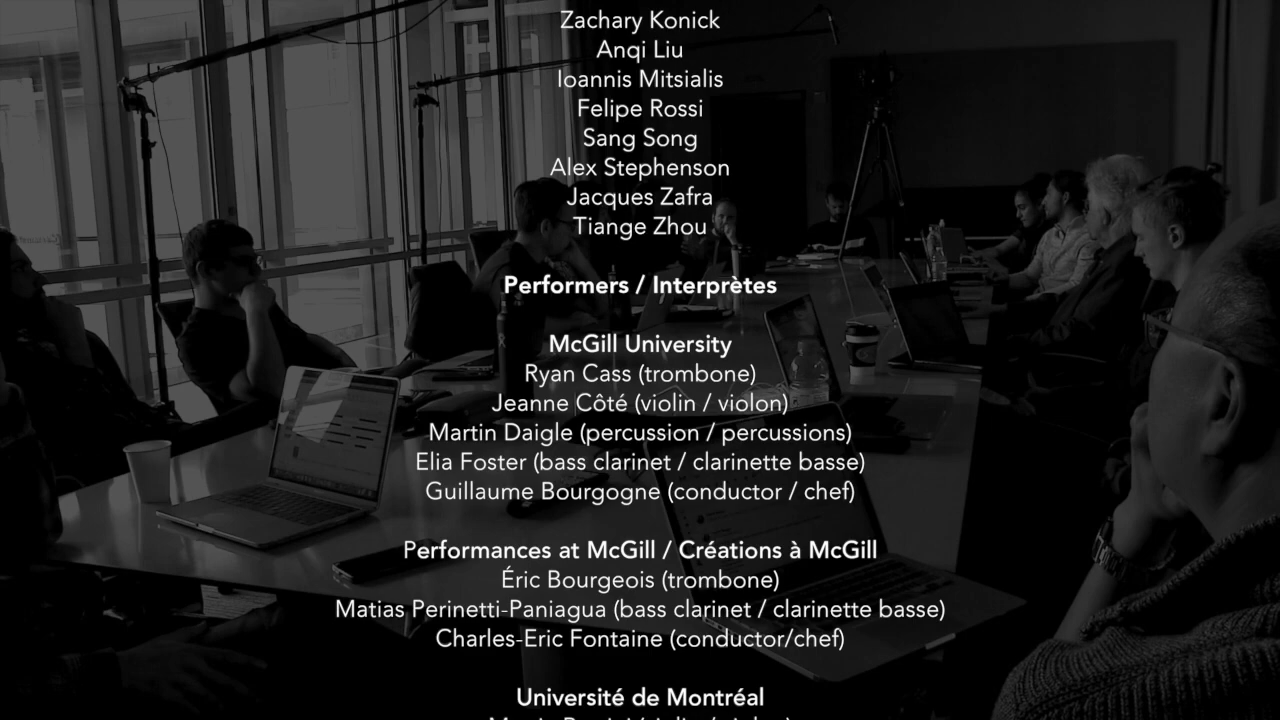 Zachary Konick
Anqi Liu
Ioannis Mitsialis
Felipe Rossi
Sang Song
Alex Stephenson
Jacques Zafra
Tiange Zhou
Performers / Interprètes
McGill University
Ryan Cass (trombone)
Jeanne Côté (violin / violon)
Martin Daigle (percussion / percussions)
Elia Foster (bass clarinet / clarinette basse)
Guillaume Bourgogne (conductor / chef)
Performances at McGill / Créations à McGill
Éric Bourgeois (trombone)
Matias Perinetti-Paniagua (bass clarinet / clarinette basse)
Charles-Eric Fontaine (conductor/chef)
Université de Montréal